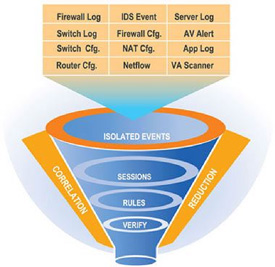 Firewall Log IDS Event Server Log
Switch Log Firewall Cfg. AV Alert
Switch Cfg. NAT Cfg. App Log
Router Cfg. Netflow VA Scanner
ISOLATED EVENTS
SESSIONS
RULES
VERIFY
CORRELATION
REDUCTION